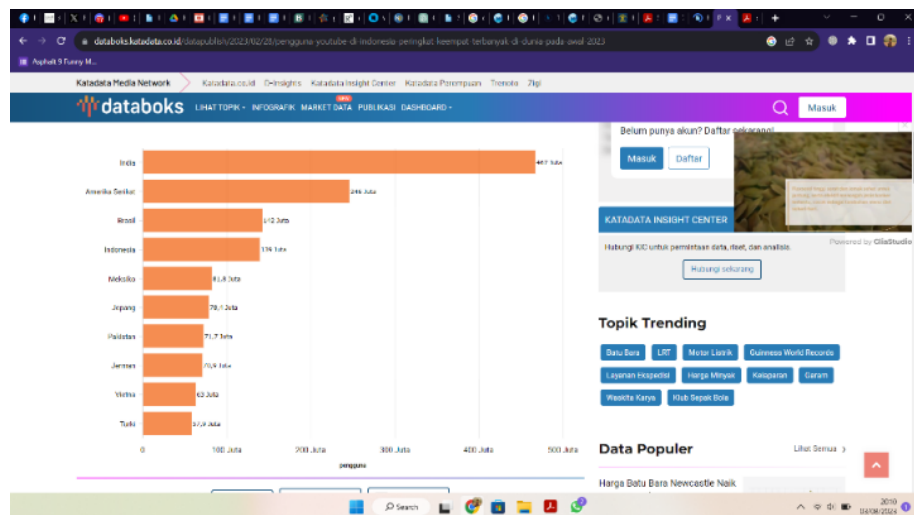 databoks.katadata.co.id/datapublish/2023/02/28/pengguna-youtube-di-indonesia-peringkat-keempat-terbanyak-di-dunia-pada-awal-2023
Asphalt 9 Funny M...
Katadata Media Network
Katadata.co.id D-Insights Katadata Insight Center Katadata Perempuan Trenoto Zigi
databoks
LIHAT TOPIK INFOGRAFIK MARKET DATA PUBLIKASI DASHBOARD
Masuk
Belum punya akun? Daftar sekarang!
Masuk Daftar
India 467 Juta
Amerika Serikat 246 Juta
Brasil 142 Juta
Indonesia 139 Juta
Meksiko 81,8 Juta
Jepang 78,4 Juta
Pakistan 71,7 Juta
Jerman 70,9 Juta
63 Juta
Turki 57,9 Juta
0 100 Juta 200 Juta 300 Juta 400 Juta 500 Juta
pengguna
KATADATA INSIGHT CENTER
Hubungi KIC untuk permintaan data, riset, dan analisis.
Hubungi sekarang
Powered by GliaStudio
Topik Trending
Batu Bara LRT Motor Listrik Guinness World Records
Layanan Ekspedisi Harga Minyak Kelaparan Garam
Waskita Karya Klub Sepak Bola
Data Populer
Lihat Semua
Harga Batu Bara Newcastle Naik
Search
20:10